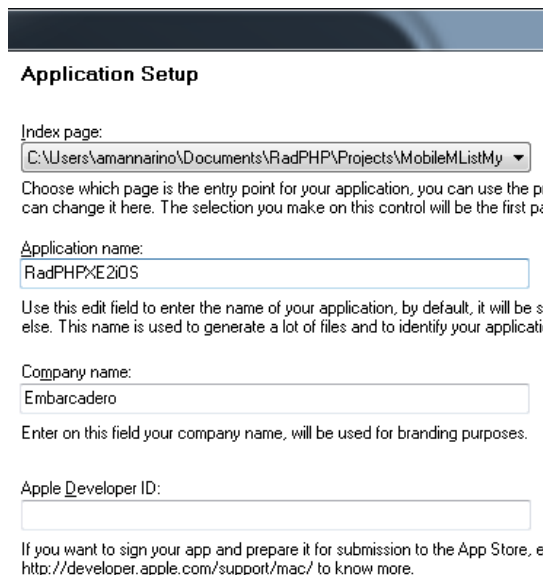 Application Setup
Index page:
C:\Users\amannarino\Documents\RadPHP\Projects\MobileMListMy
Choose which page is the entry point for your application, you can use the
can change it here. The selection you make on this control will be the first
Application name:
RadPHPXE2iOS
Use this edit field to enter the name of your application, by default, it will be
else. This name is used to generate a lot of files and to identify your
Company name:
Embarcadero
Enter on this field your company name, will be used for branding purposes.
Apple Developer ID:
If you want to sign your app and prepare it for submission to the App Store,
http://developer.apple.com/support/mac/ to know more.